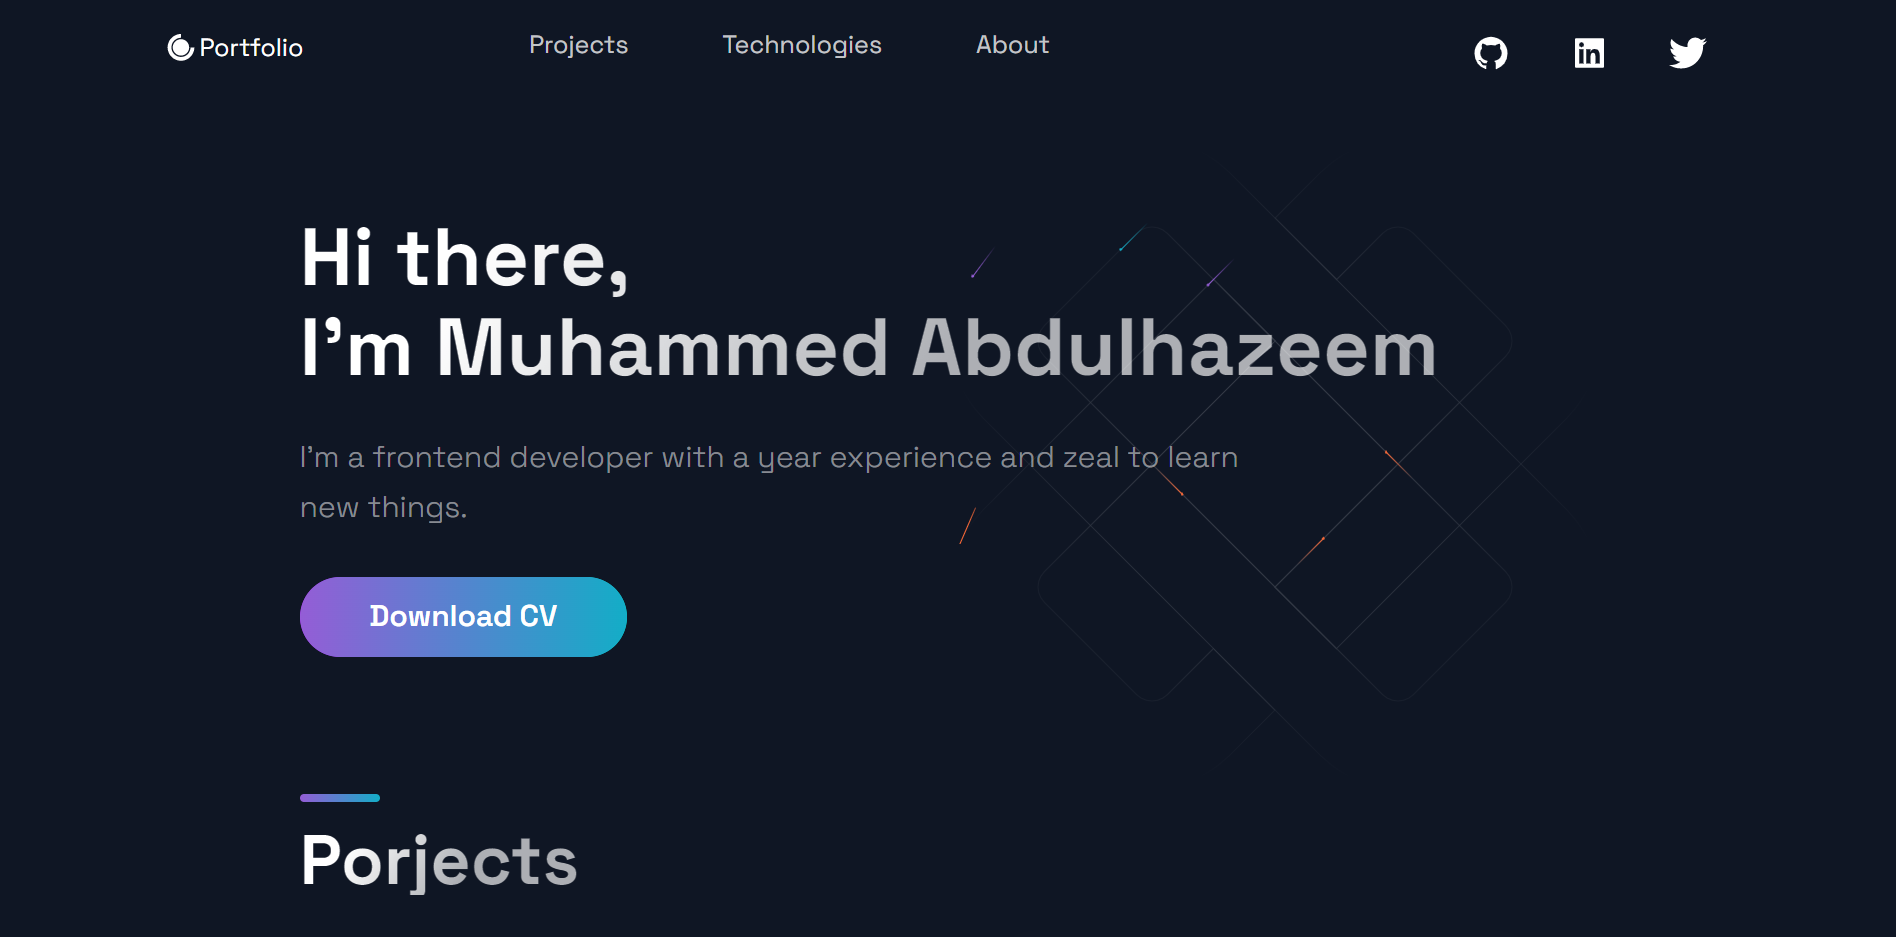 Portfolio
Projects
Technologies
About
in
Hi there,
I’m Muhammed Abdulhazeem
I’m a frontend developer with a year experience and zeal to learn
new things.
Download CV
Porjects